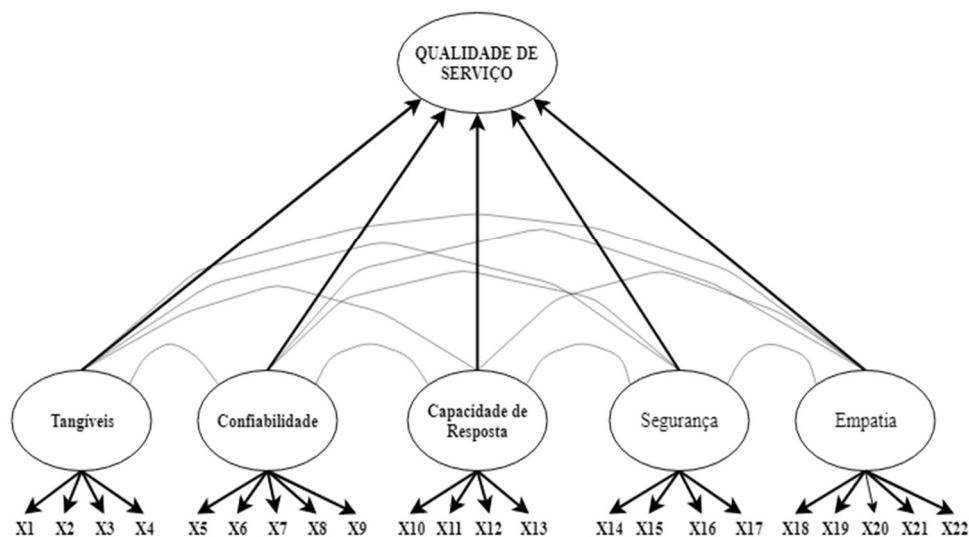 QUALIDADE DE
SERVIÇO
Tangíveis
Confiabilidade
Capacidade de
Resposta
Segurança
Empatia
X1 X2 X3 X4 X5 X6 X7 X8 X9 X10 X11 X12 X13 X14 X15 X16 X17 X18 X19 X20 X21 X22